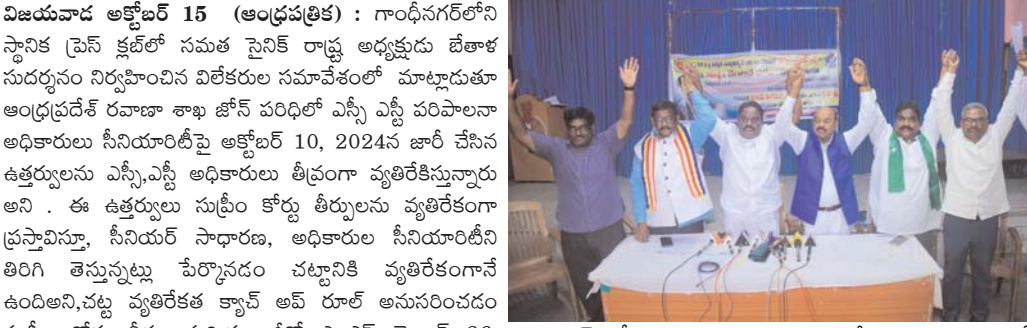 విజయవాడ అక్టోబర్ 15 (ఆంధ్రపత్రిక) : గాంధీనగర్‌లోని
స్థానిక ప్రెస్ క్లబ్‌లో సమత సైనిక్ రాష్ట్ర అధ్యక్షుడు బేతాళ
సుదర్శనం నిర్వహించిన విలేకరుల సమావేశంలో మాట్లాడుతూ
ఆంధ్రప్రదేశ్ రవాణా శాఖ జోన్ పరిధిలో ఎస్సీ ఎస్టీ పరిపాలనా
అధికారులు సీనియారిటీపై అక్టోబర్ 10, 2024న జారీ చేసిన
ఉత్తర్వులను ఎస్సీ,ఎస్టీ అధికారులు తీవ్రంగా వ్యతిరేకిస్తున్నారు
అని . ఈ ఉత్తర్వులు సుప్రీం కోర్టు తీర్పులను వ్యతిరేకంగా
ప్రస్తావిస్తూ, సీనియర్ సాధారణ, అధికారుల సీనియారిటీని
తిరిగి తెస్తున్నట్లు పేర్కొనడం చట్టానికి వ్యతిరేకంగానే
ఉందిఅని,చట్ట వ్యతిరేకత క్యాచ్ అప్ రూల్ అనుసరించడం